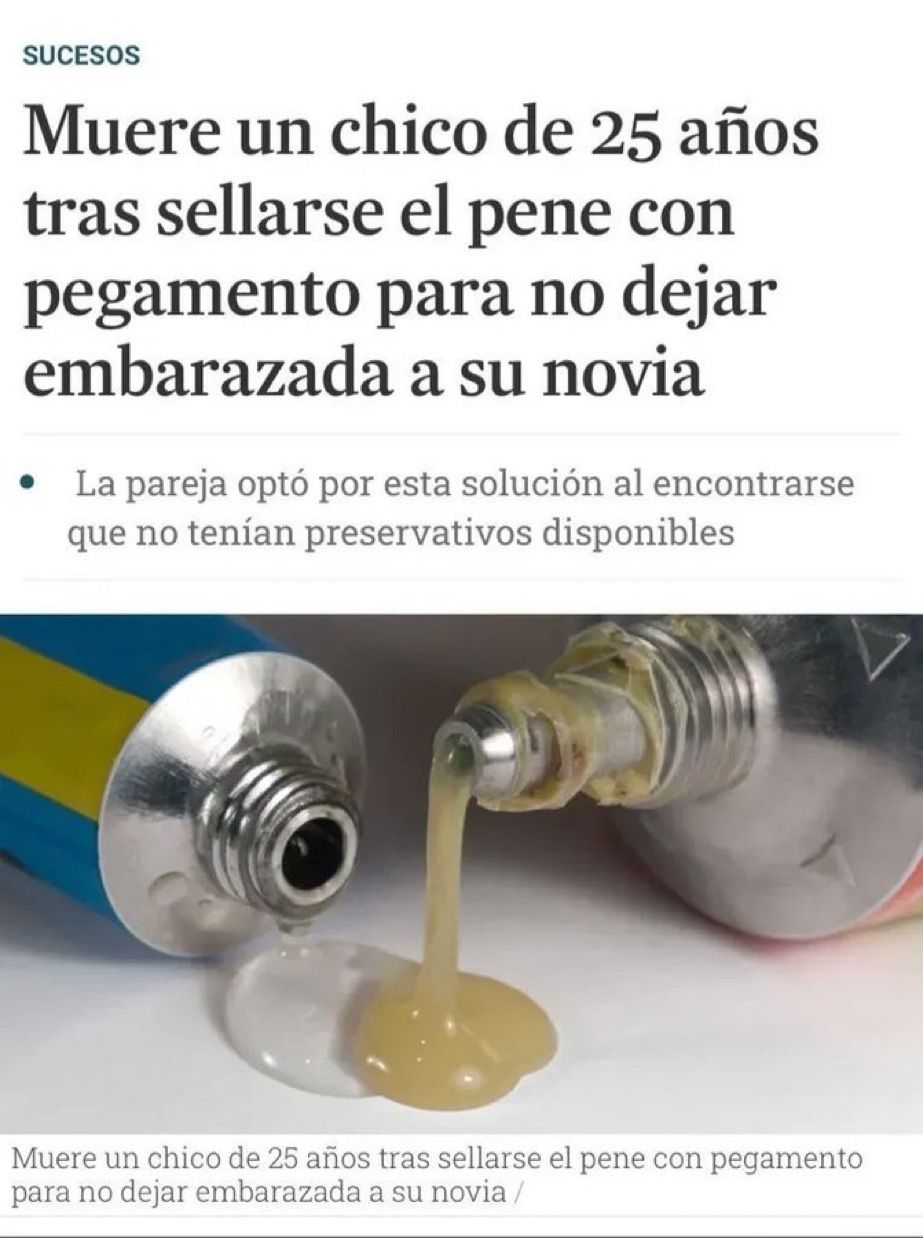 SUCESOS
Muere un chico de 25 años
tras sellarse el pene con
pegamento para no dejar
embarazada a su novia
• La pareja optó por esta solución al encontrarse
que no tenían preservativos disponibles
Muere un chico de 25 años tras sellarse el pene con pegamento
para no dejar embarazada a su novia /